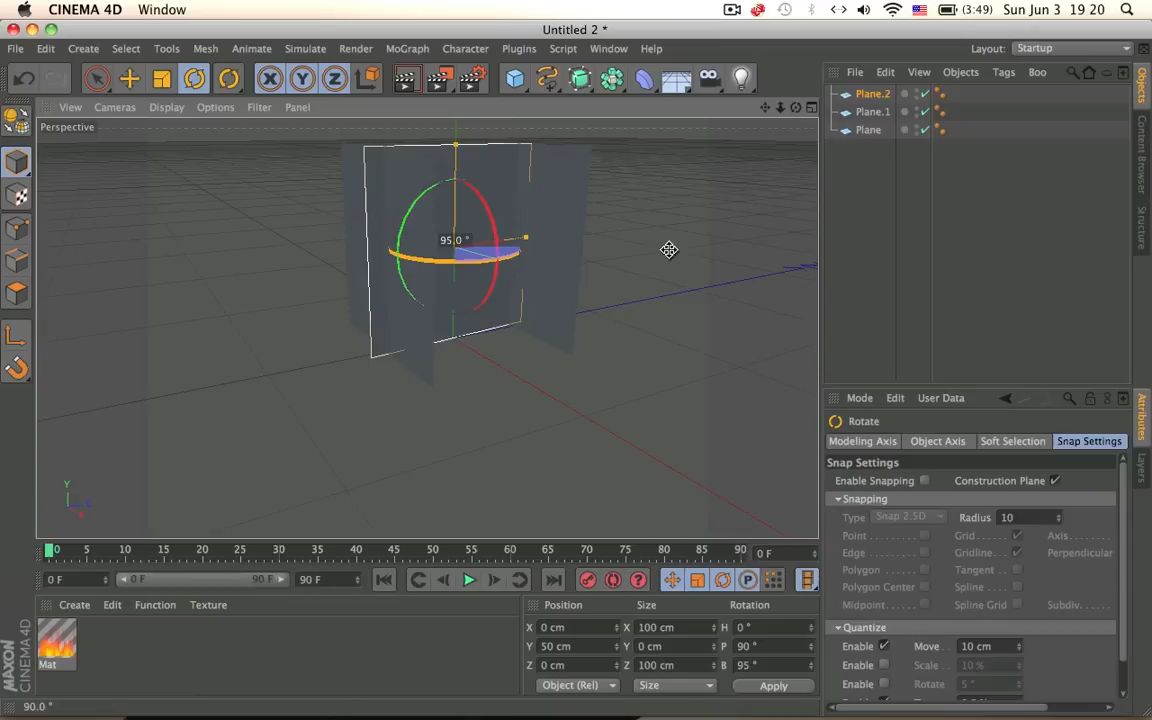 CINEMA 4D Window (3:49) Sun Jun 3 19 20
Untitled 2 *
File Edit Create Select Tools Mesh Animate Simulate Render MoGraph Character Plugins Script Window Help Layout: Startup
X Y Z
File Edit View Objects Tags Boo
View Cameras Display Options Filter Panel
Perspective
Plane.2
Plane.1
Plane
95.0 °
Y
Objects
Content Browser
Structure
Mode Edit User Data
Rotate
Modeling Axis Object Axis Soft Selection Snap Settings
Snap Settings
Enable Snapping Construction Plane
Snapping
Type Snap 2.5D Radius 10
Point Grid Axis
Edge Gridline Perpendicular
Polygon Tangent
Polygon Center Spline
Midpoint Spline Grid Subdiv.
Quantize
Enable Move 10 cm
Enable Scale 10 %
Enable Rotate 5 °
Attributes
Layers
0 5 10 15 20 25 30 35 40 45 50 55 60 65 70 75 80 85 90 0 F
0 F 0 F 90 F 90 F
P
Create Edit Function Texture
Mat
Position Size Rotation
X 0 cm X 100 cm H 0 °
Y 50 cm Y 0 cm P 90 °
Z 0 cm Z 100 cm B 95 °
Object (Rel) Size Apply
MAXON
CINEMA 4D
90.0 °